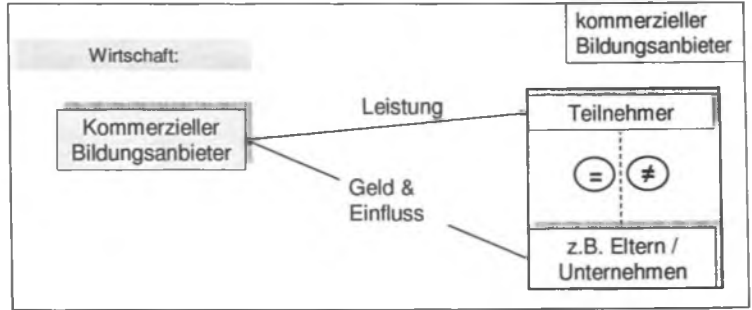 kommerzieller
Bildungsanbieter
Wirtschaft:
Kommerzieller
Bildungsanbieter
Leistung
Teilnehmer
= ≠
Geld &
Einfluss
z.B. Eltern /
Unternehmen